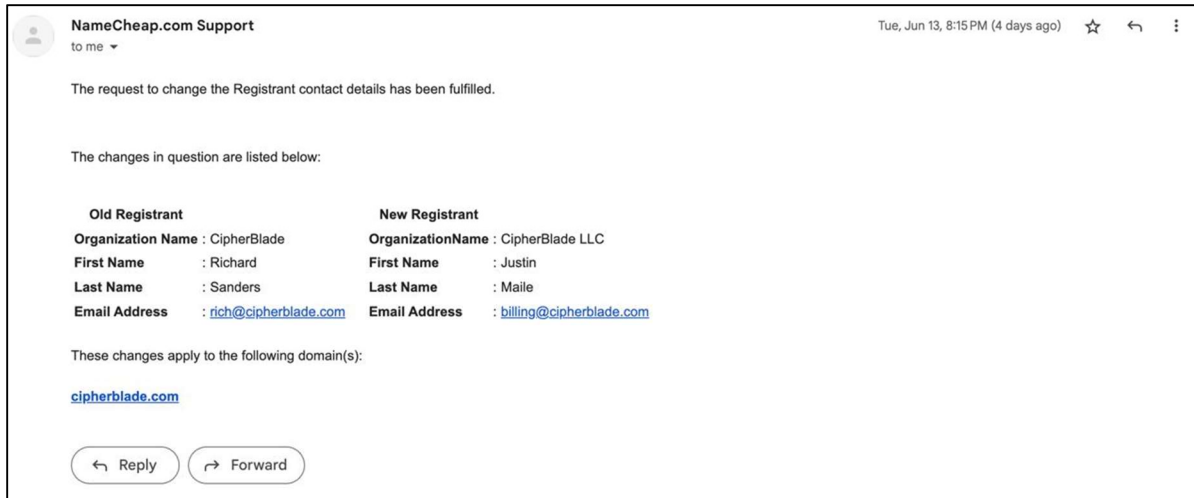 NameCheap.com Support
Tue, Jun 13, 8:15 PM (4 days ago)
to me
The request to change the Registrant contact details has been fulfilled.
The changes in question are listed below:
Old Registrant New Registrant
Organization Name : CipherBlade OrganizationName : CipherBlade LLC
First Name : Richard First Name : Justin
Last Name : Sanders Last Name : Maile
Email Address : rich@cipherblade.com Email Address : billing@cipherblade.com
These changes apply to the following domain(s):
cipherblade.com
Reply Forward